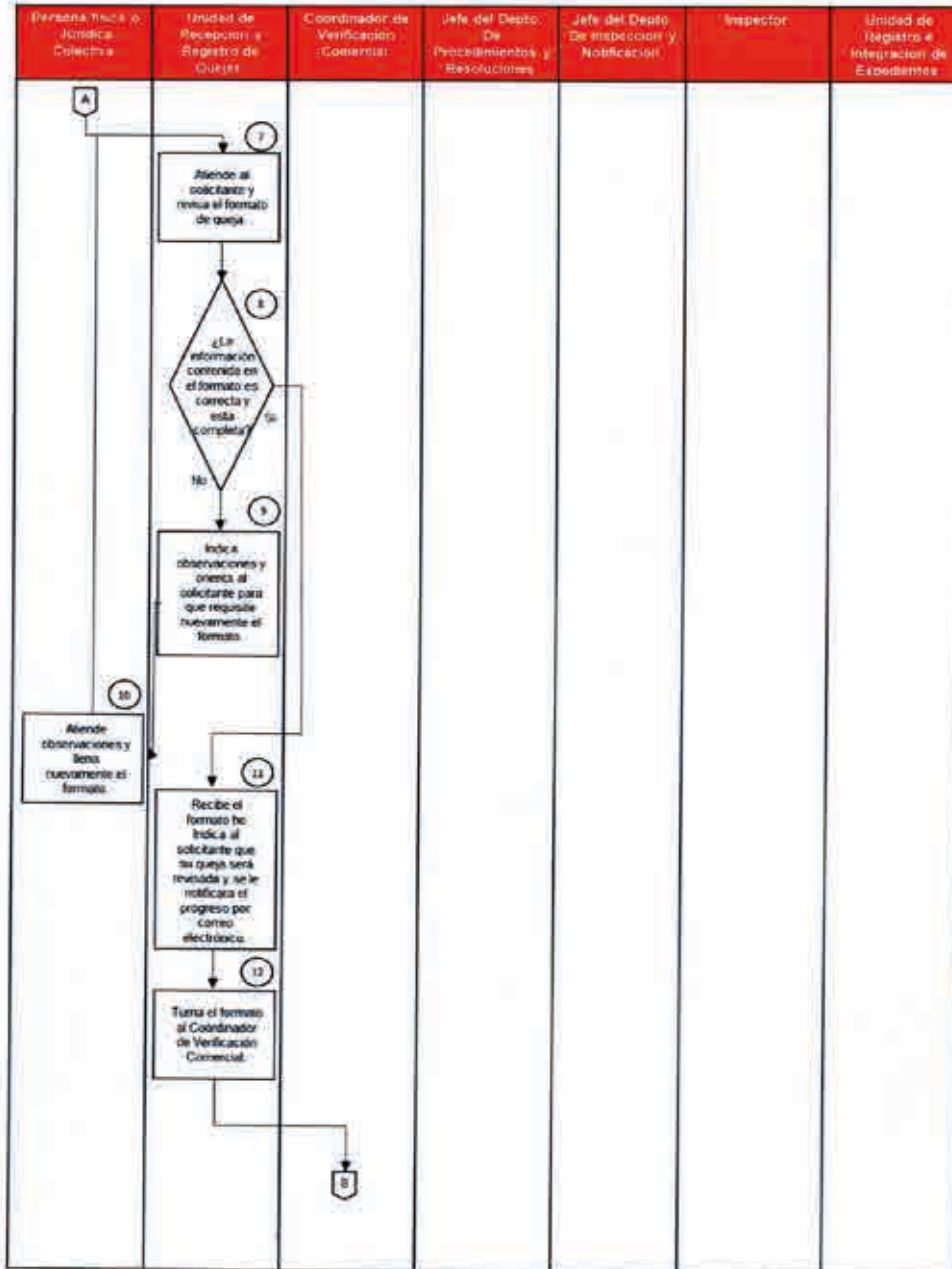 Persona física o
Jurídica
Colectiva
Unidad de
Recepción y
Registro de
Quejas
Coordinador de
Verificación
Comercial
Jefe del Depto.
De
Procedimientos y
Resoluciones
Jefe del Depto
De Inspección y
Notificación
Inspector
Unidad de
Registro e
Integración de
Expedientes
A
7
Atiende al
solicitante y
revisa el formato
de queja
8
¿La
información
contenida en
el formato es
correcta y
esta
completa?
Si
No
9
Indica
observaciones y
orienta al
solicitante para
que requisite
nuevamente el
formato
10
Atiende
observaciones y
llena
nuevamente el
formato
11
Recibe el
formato he
Indica al
solicitante que
su queja será
revisada y se le
notificara el
progreso por
correo
electrónico
12
Turna el formato
al Coordinador
de Verificación
Comercial.
B